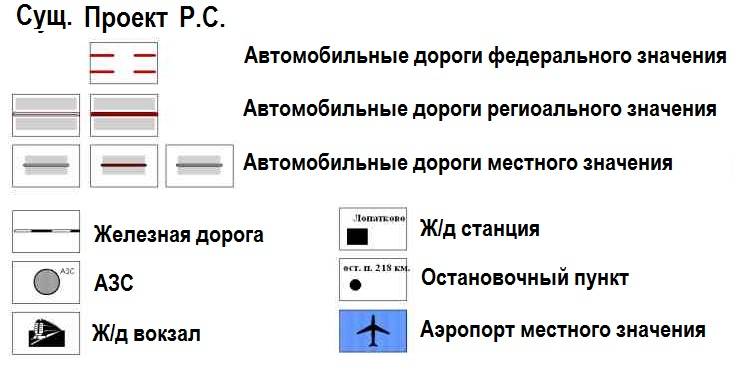 Сущ. Проект Р.С.
Автомобильные дороги федерального значения
Автомобильные дороги региоального значения
Автомобильные дороги местного значения
Железная дорога
Лопатково
Ж/д станция
АЗС
АЗС
ост. п. 218 км.
Остановочный пункт
Ж/д вокзал
Аэропорт местного значения